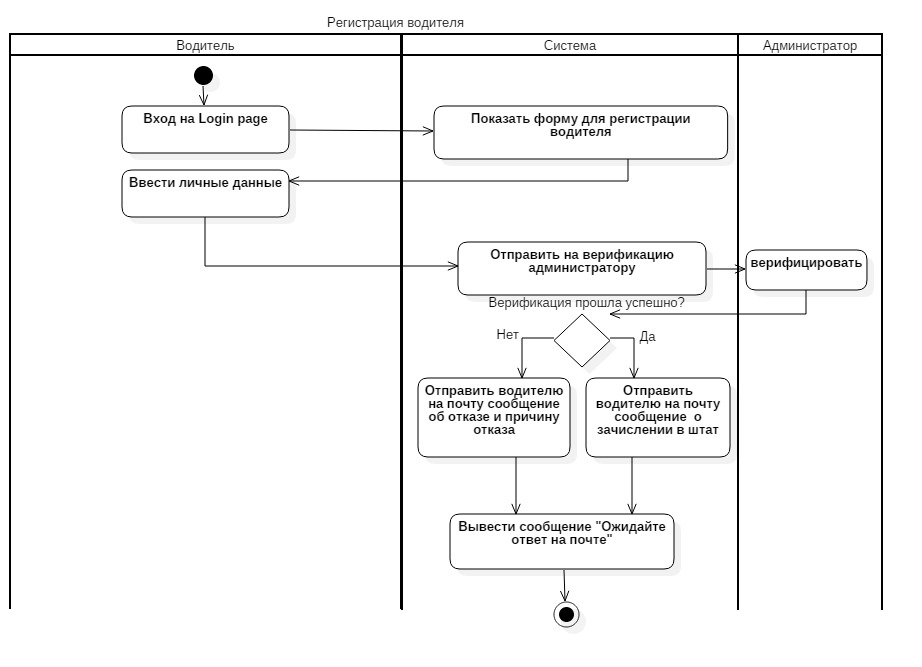 Регистрация водителя
Водитель
Система
Администратор
Вход на Login page
Показать форму для регистрации
водителя
Ввести личные данные
Отправить на верификацию
администратору
верифицировать
Верификация прошла успешно?
Нет
Да
Отправить водителю
на почту сообщение
об отказе и причину
отказа
Отправить
водителю на почту
сообщение о
зачислении в штат
Вывести сообщение "Ожидайте
ответ на почте"